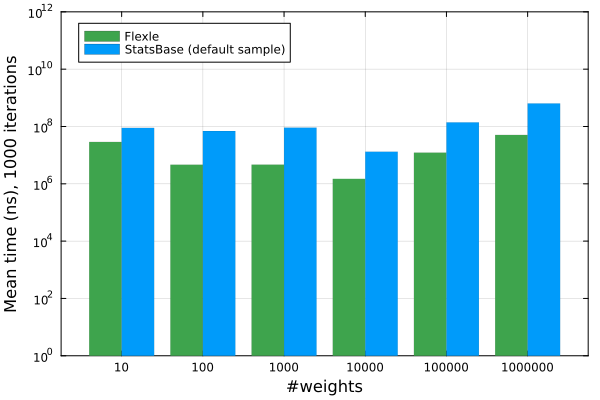 10^12
10^10
10^8
10^6
10^4
10^2
10^0
Mean time (ns), 1000 iterations
Flexle
StatsBase (default sample)
10 100 1000 10000 100000 1000000
#weights